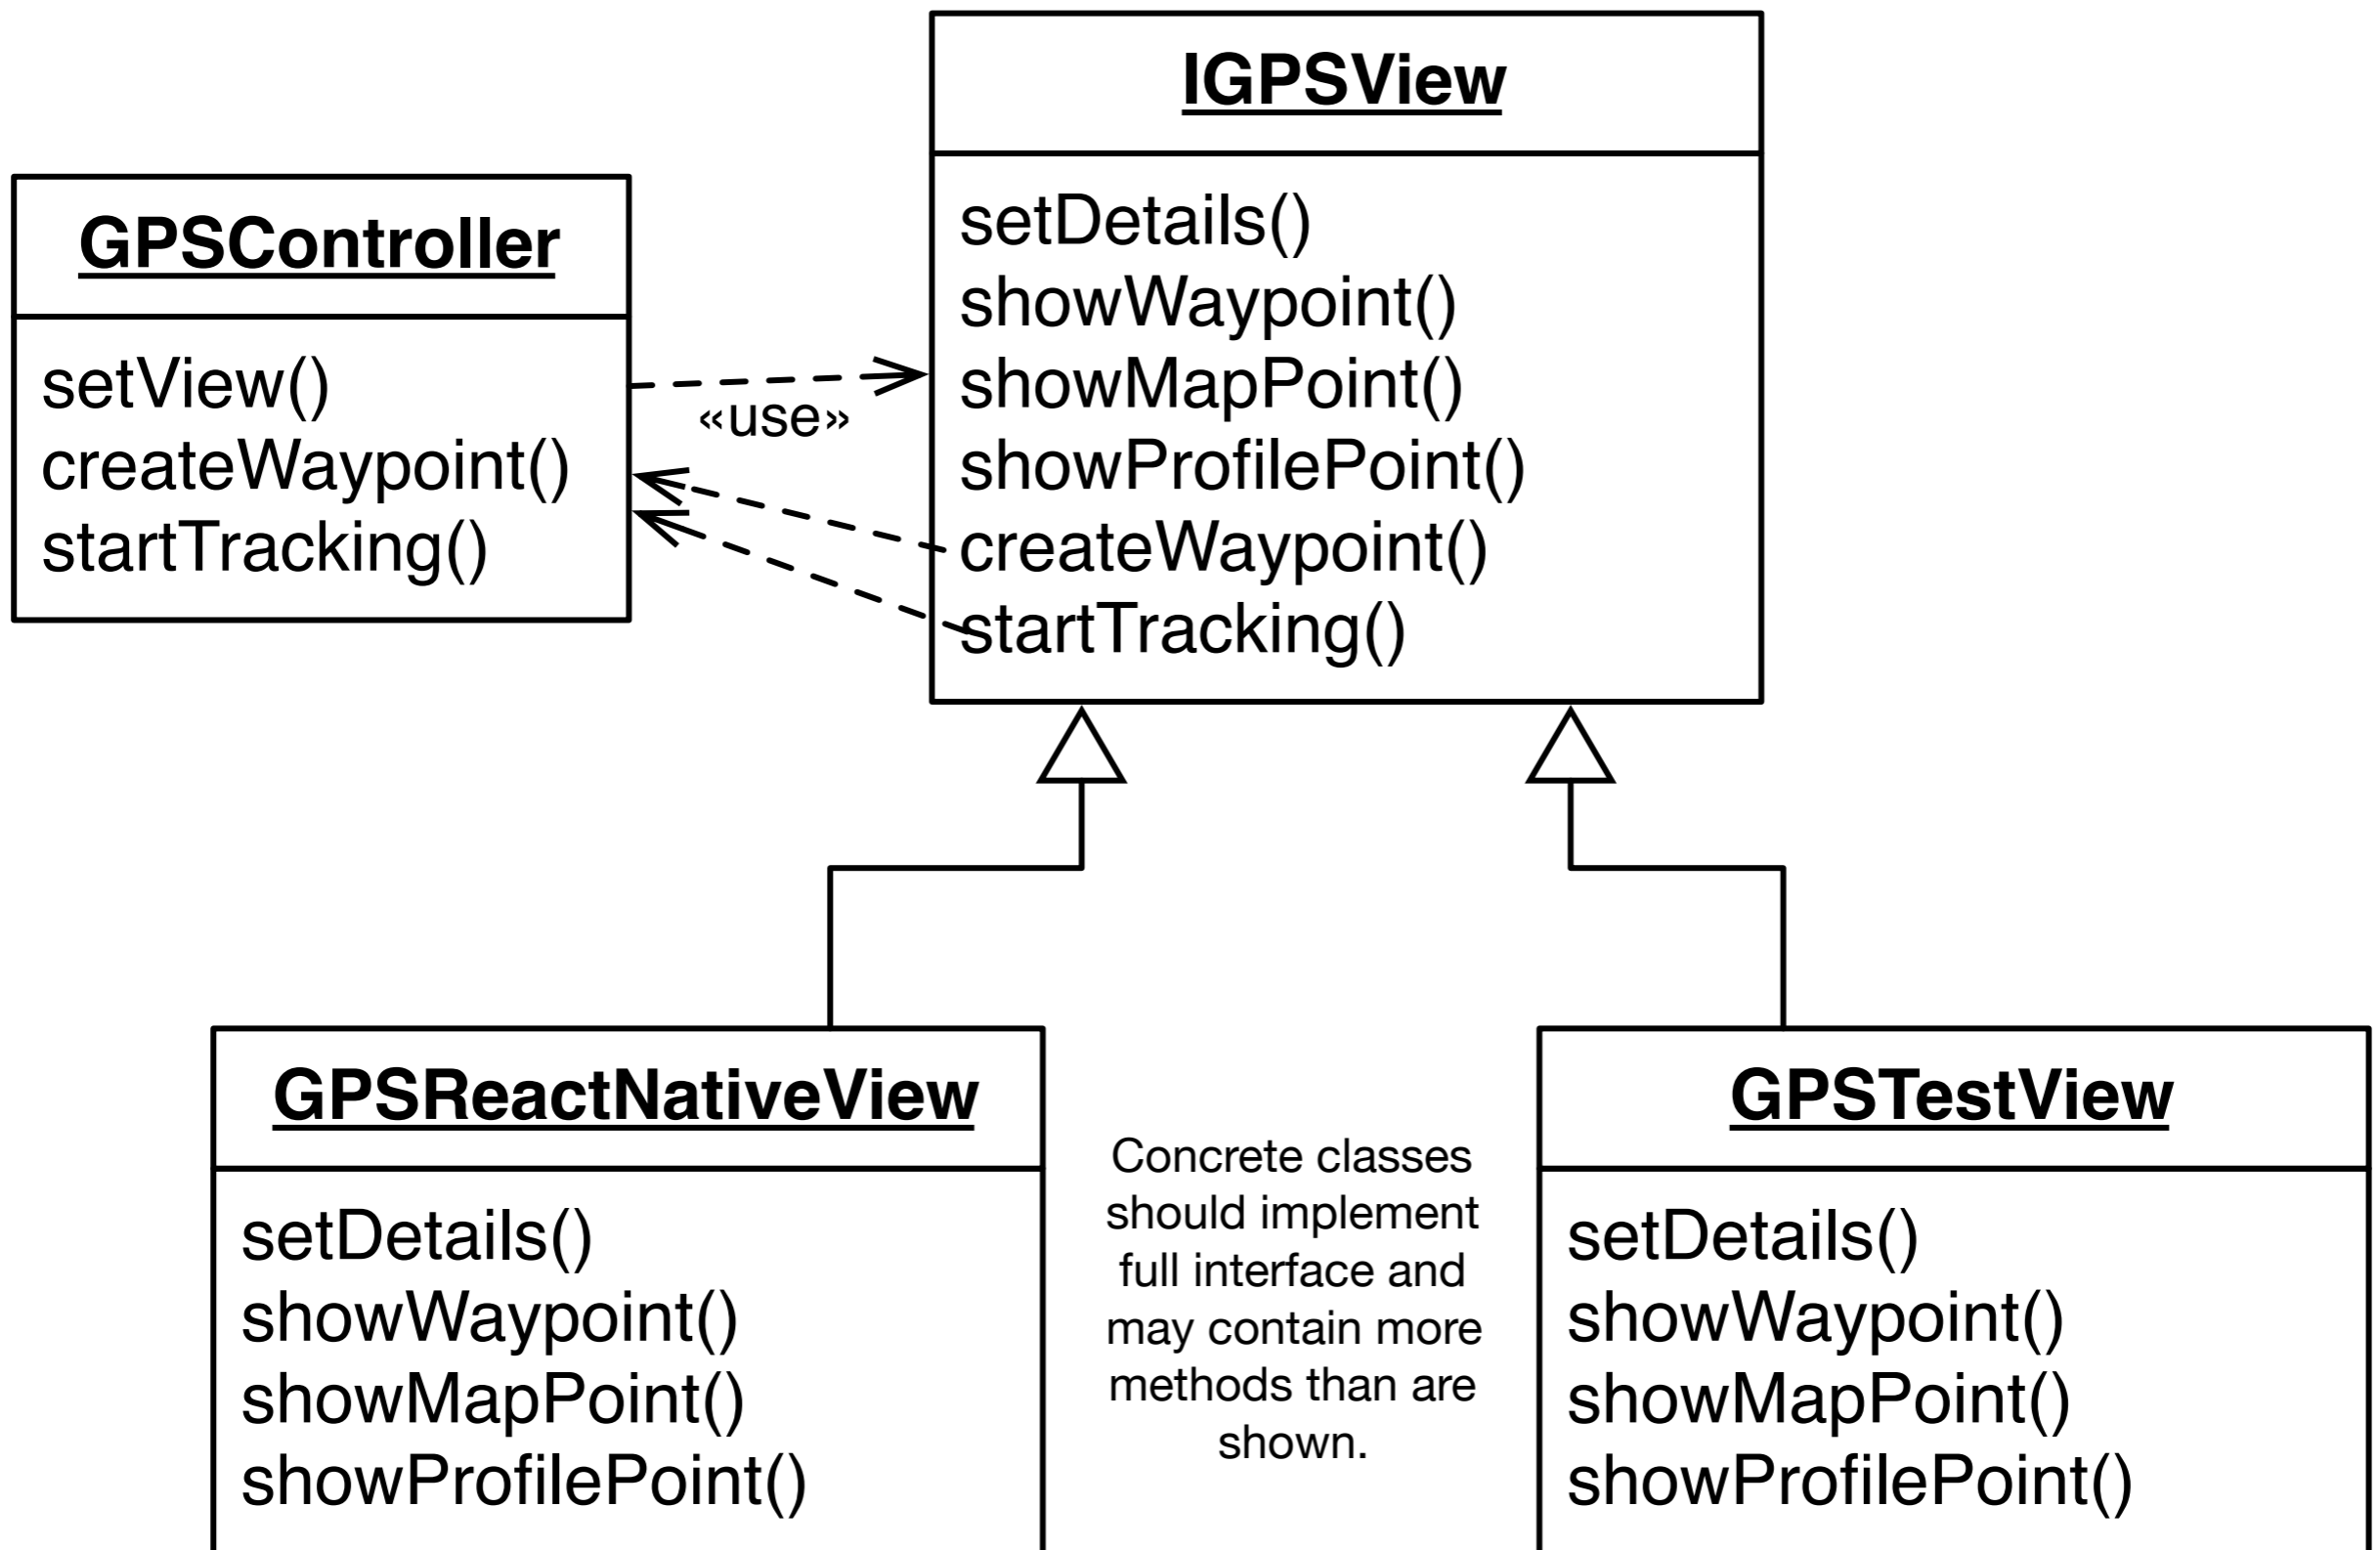 IGPSView
setDetails()
showWaypoint()
showMapPoint()
showProfilePoint()
createWaypoint()
startTracking()
GPSController
setView()
createWaypoint()
startTracking()
«use»
GPSReactNativeView
setDetails()
showWaypoint()
showMapPoint()
showProfilePoint()
Concrete classes
should implement
full interface and
may contain more
methods than are
shown.
GPSTestView
setDetails()
showWaypoint()
showMapPoint()
showProfilePoint()